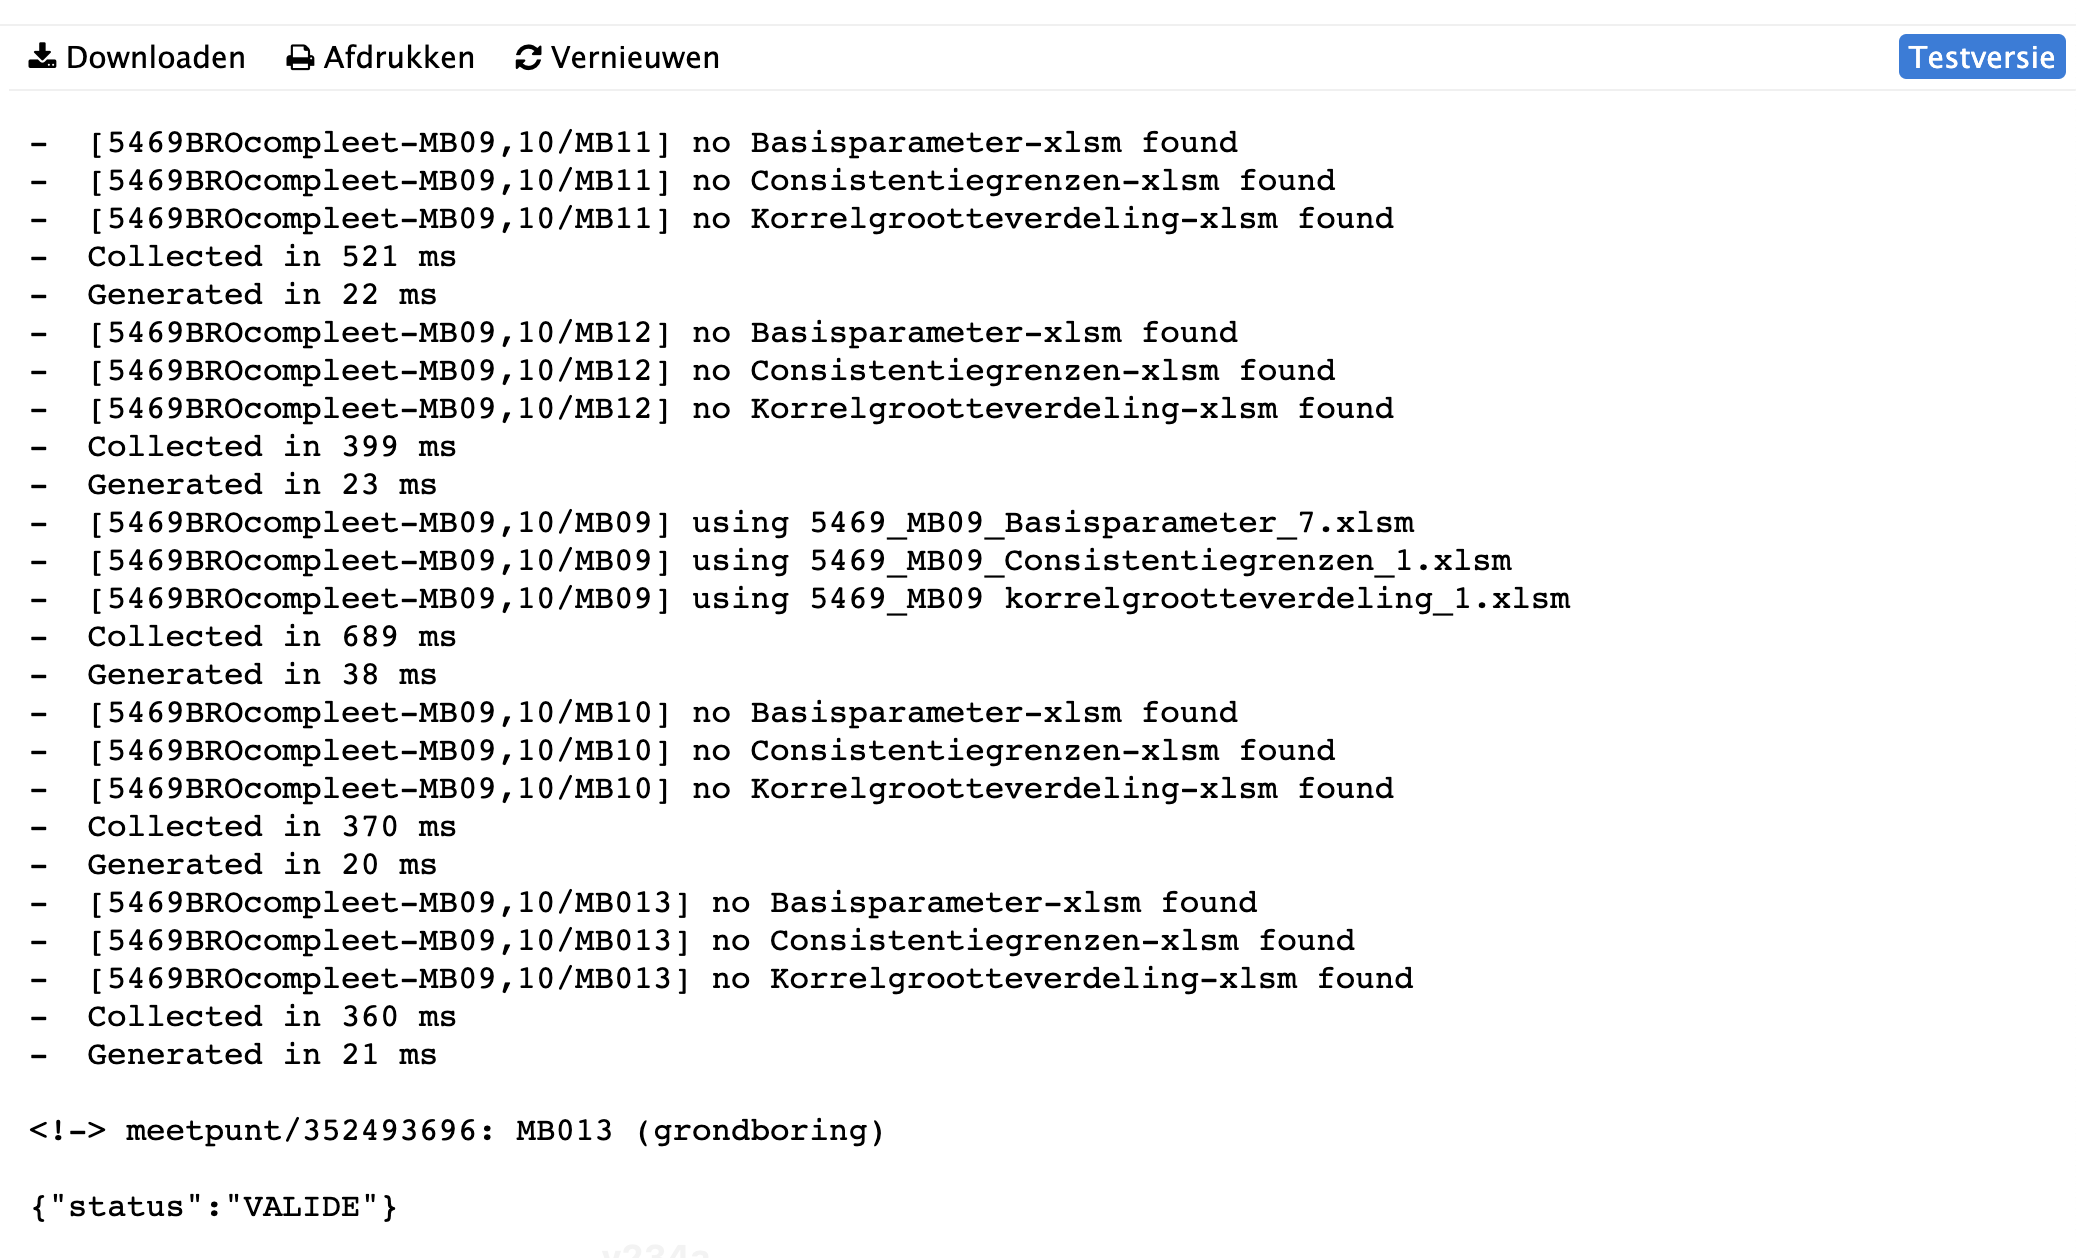 Downloaden Afdrukken Vernieuwen Testversie
- [5469BROcompleet-MB09,10/MB11] no Basisparameter-xlsm found
- [5469BROcompleet-MB09,10/MB11] no Consistentiegrenzen-xlsm found
- [5469BROcompleet-MB09,10/MB11] no Korrelgrootteverdeling-xlsm found
- Collected in 521 ms
- Generated in 22 ms
- [5469BROcompleet-MB09,10/MB12] no Basisparameter-xlsm found
- [5469BROcompleet-MB09,10/MB12] no Consistentiegrenzen-xlsm found
- [5469BROcompleet-MB09,10/MB12] no Korrelgrootteverdeling-xlsm found
- Collected in 399 ms
- Generated in 23 ms
- [5469BROcompleet-MB09,10/MB09] using 5469_MB09_Basisparameter_7.xlsm
- [5469BROcompleet-MB09,10/MB09] using 5469_MB09_Consistentiegrenzen_1.xlsm
- [5469BROcompleet-MB09,10/MB09] using 5469_MB09 korrelgrootteverdeling_1.xlsm
- Collected in 689 ms
- Generated in 38 ms
- [5469BROcompleet-MB09,10/MB10] no Basisparameter-xlsm found
- [5469BROcompleet-MB09,10/MB10] no Consistentiegrenzen-xlsm found
- [5469BROcompleet-MB09,10/MB10] no Korrelgrootteverdeling-xlsm found
- Collected in 370 ms
- Generated in 20 ms
- [5469BROcompleet-MB09,10/MB013] no Basisparameter-xlsm found
- [5469BROcompleet-MB09,10/MB013] no Consistentiegrenzen-xlsm found
- [5469BROcompleet-MB09,10/MB013] no Korrelgrootteverdeling-xlsm found
- Collected in 360 ms
- Generated in 21 ms
<!-> meetpunt/352493696: MB013 (grondboring)
{"status":"VALIDE"}